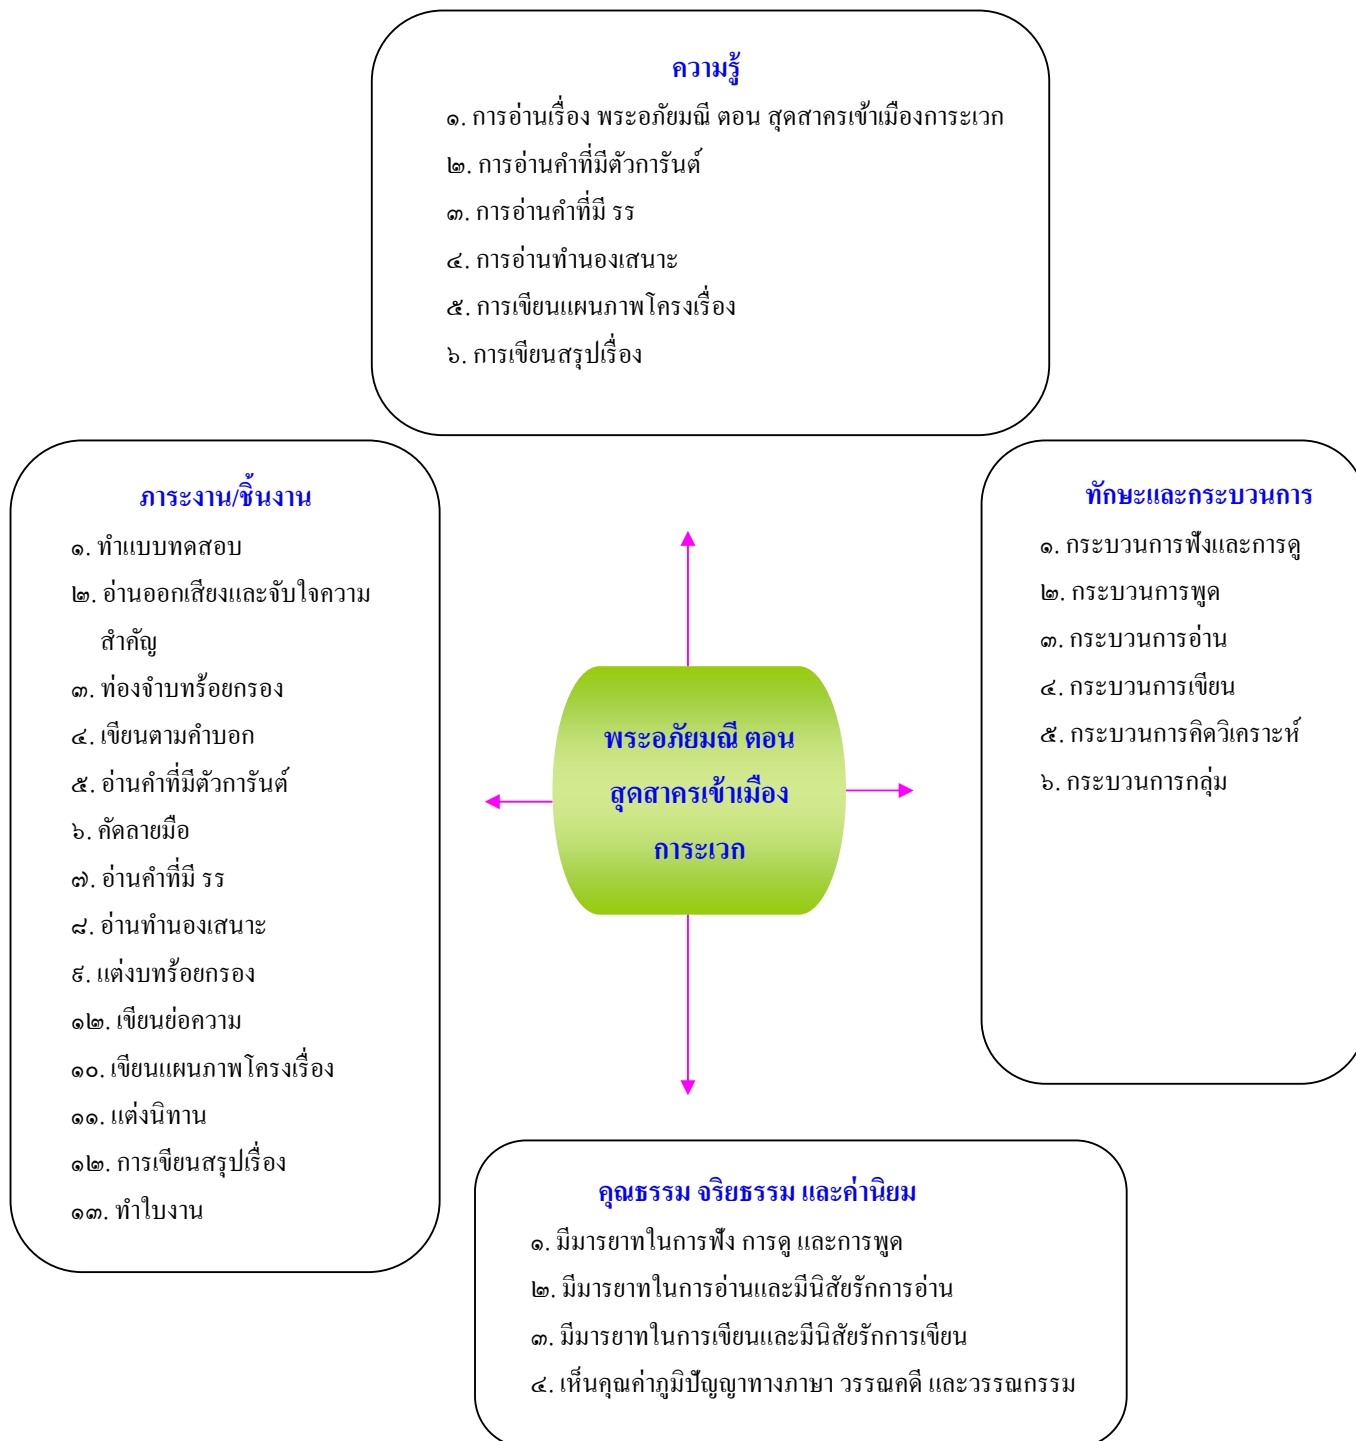 ความรู้
๑. การอ่านเรื่อง พระอภัยมณี ตอน สุดสาครเข้าเมืองการะเวก
๒. การอ่านคำที่มีตัวการันต์
๓. การอ่านคำที่มี รร
๔. การอ่านทำนองเสนาะ
๕. การเขียนแผนภาพโครงเรื่อง
๖. การเขียนสรุปเรื่อง
ภาระงาน/ชิ้นงาน
๑. ทำแบบทดสอบ
๒. อ่านออกเสียงและจับใจความ
สำคัญ
๓. ท่องจำบทร้อยกรอง
๔. เขียนตามคำบอก
๕. อ่านคำที่มีตัวการันต์
๖. คัดลายมือ
๗. อ่านคำที่มี รร
๘. อ่านทำนองเสนาะ
๙. แต่งบทร้อยกรอง
๑๒. เขียนย่อความ
๑๐. เขียนแผนภาพโครงเรื่อง
๑๑. แต่งนิทาน
๑๒. การเขียนสรุปเรื่อง
๑๓. ทำใบงาน
พระอภัยมณี ตอน
สุดสาครเข้าเมือง
การะเวก
ทักษะและกระบวนการ
๑. กระบวนการฟังและการดู
๒. กระบวนการพูด
๓. กระบวนการอ่าน
๔. กระบวนการเขียน
๕. กระบวนการคิดวิเคราะห์
๖. กระบวนการกลุ่ม
คุณธรรม จริยธรรม และค่านิยม
๑. มีมารยาทในการฟัง การดู และการพูด
๒. มีมารยาทในการอ่านและมีนิสัยรักการอ่าน
๓. มีมารยาทในการเขียนและมีนิสัยรักการเขียน
๔. เห็นคุณค่าภูมิปัญญาทางภาษา วรรณคดี และวรรณกรรม